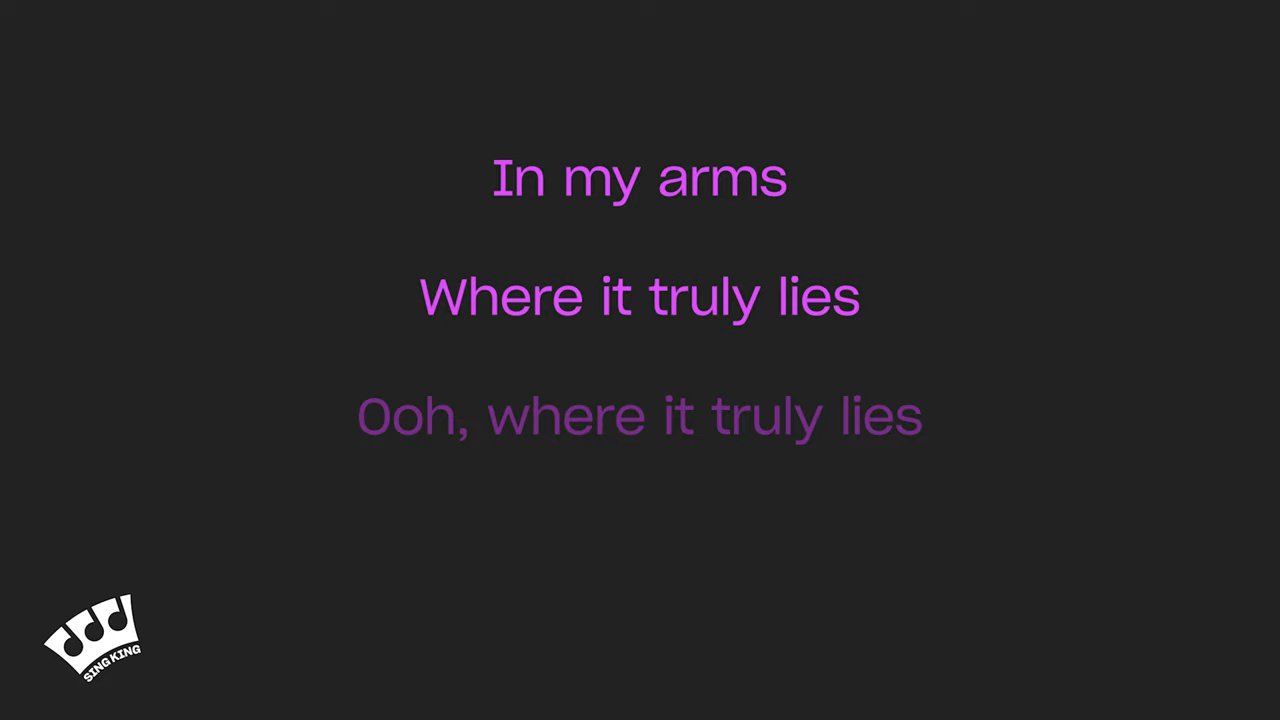 In my arms
Where it truly lies
Ooh, where it truly lies
SING KING